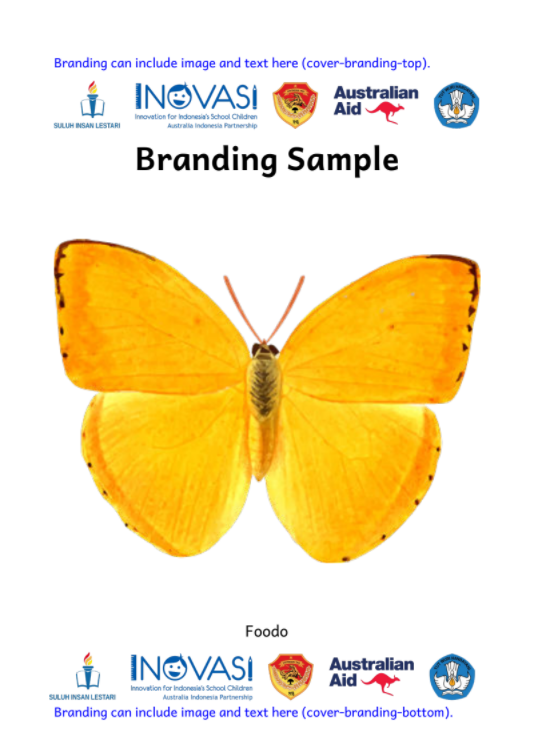 Branding can include image and text here (cover-branding-top).
SULUH INSAN LESTARI
INOVASI
Innovation for Indonesia's School Children
Australia Indonesia Partnership
Australian
Aid
Branding Sample
Foodo
SULUH INSAN LESTARI
INOVASI
Innovation for Indonesia's School Children
Australia Indonesia Partnership
Australian
Aid
Branding can include image and text here (cover-branding-bottom).